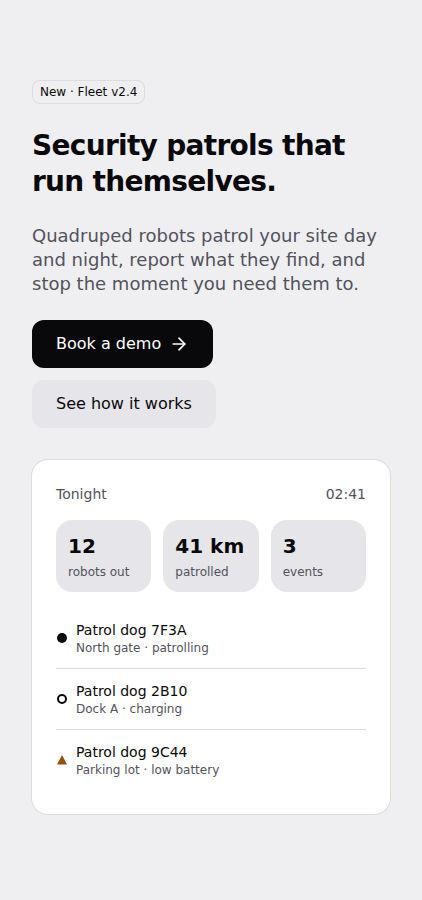 New · Fleet v2.4
Security patrols that
run themselves.
Quadruped robots patrol your site day
and night, report what they find, and
stop the moment you need them to.
Book a demo →
See how it works
Tonight 02:41
12 41 km 3
robots out patrolled events
Patrol dog 7F3A
North gate · patrolling
Patrol dog 2B10
Dock A · charging
Patrol dog 9C44
Parking lot · low battery